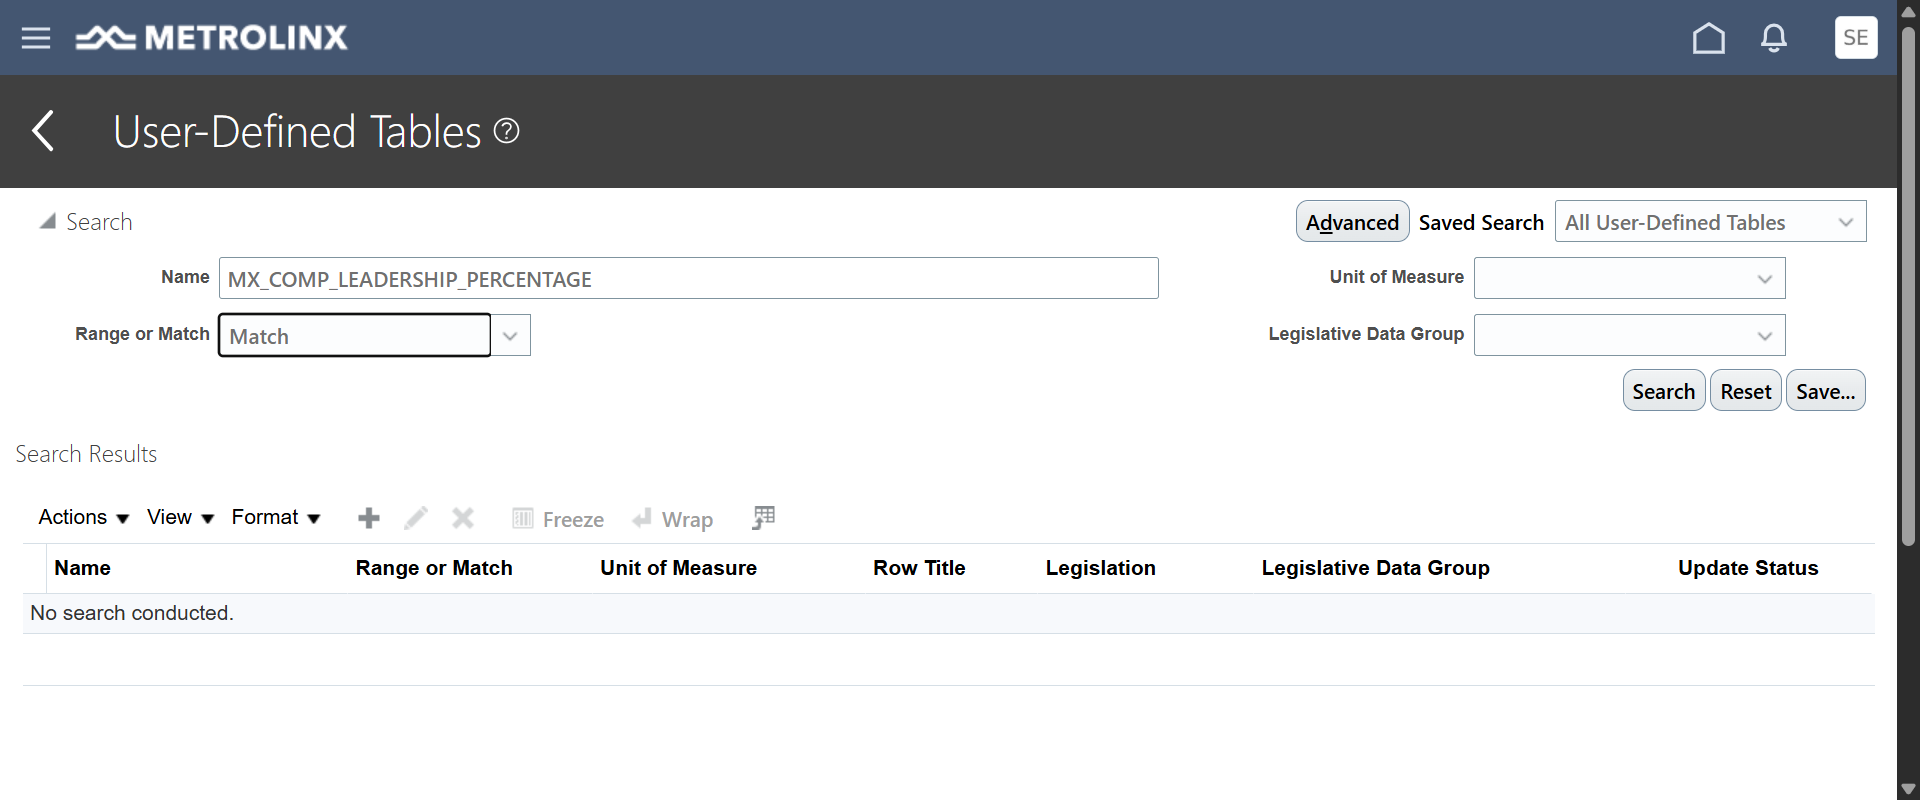 METROLINX
SE
User-Defined Tables ?
Search
Advanced Saved Search All User-Defined Tables
Name MX_COMP_LEADERSHIP_PERCENTAGE Unit of Measure
Range or Match Match Legislative Data Group
Search Reset Save...
Search Results
Actions View Format Freeze Wrap
Name Range or Match Unit of Measure Row Title Legislation Legislative Data Group Update Status
No search conducted.